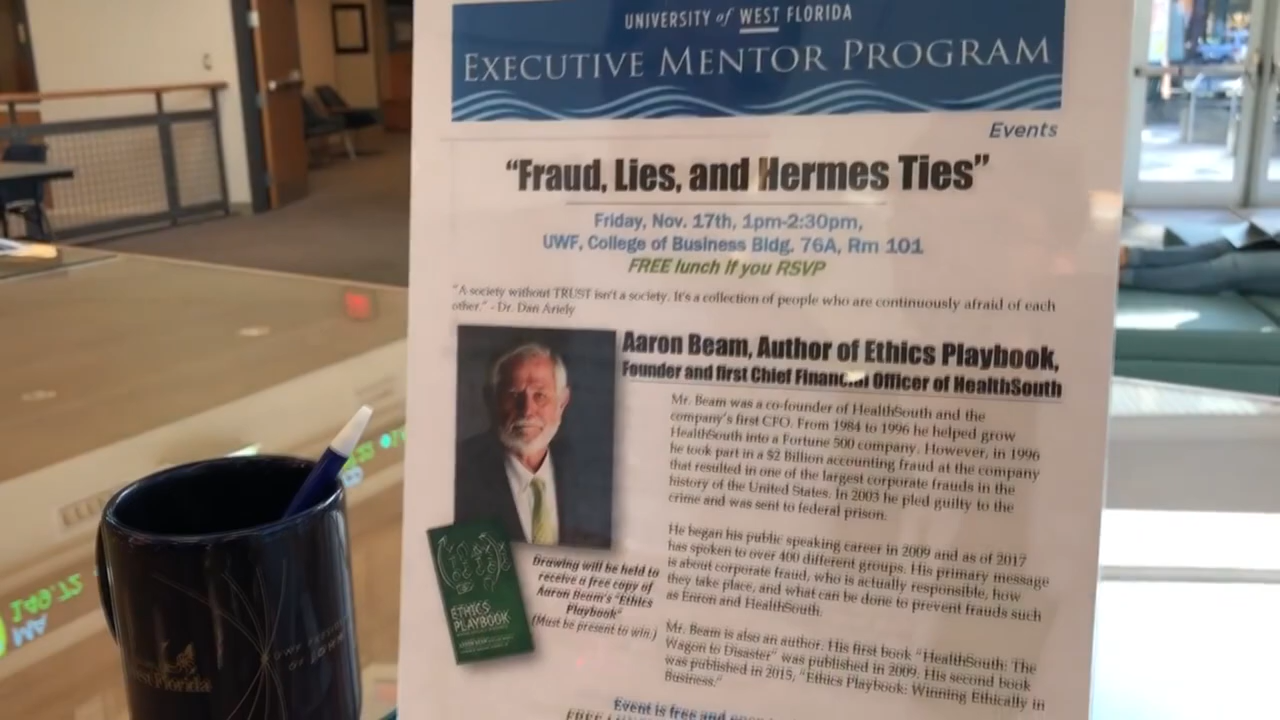 UNIVERSITY of WEST FLORIDA
EXECUTIVE MENTOR PROGRAM
Events
“Fraud, Lies, and Hermes Ties”
Friday, Nov. 17th, 1pm-2:30pm,
UWF, College of Business Bldg. 76A, Rm 101
FREE lunch if you RSVP
"A society without TRUST isn't a society. It's a collection of people who are continuously afraid of each
other." - Dr. Dan Ariely
Aaron Beam, Author of Ethics Playbook,
Founder and first Chief Financial Officer of HealthSouth
Mr. Beam was a co-founder of HealthSouth and the
company's first CFO. From 1984 to 1996 he helped grow
HealthSouth into a Fortune 500 company. However, in 1996
he took part in a $2 billion accounting fraud at the company
that resulted in one of the largest corporate frauds in the
history of the United States. In 2003 he pled guilty to the
crime and was sent to federal prison.
He began his public speaking career in 2009 and as of 2017
has spoken to over 400 different groups. His primary message
is about corporate fraud, who is actually responsible, how
they take place, and what can be done to prevent frauds such
as Enron and HealthSouth.
Mr. Beam is also an author. His first book "HealthSouth: The
Wagon to Disaster" was published in 2009. His second book
was published in 2015, "Ethics Playbook: Winning Ethically in
Business."
Drawing will be held to
receive a free copy of
Aaron Beam's "Ethics
Playbook"
(Must be present to win.)
ETHICS
PLAYBOOK
Event is free and open
West Florida
149.72
MA